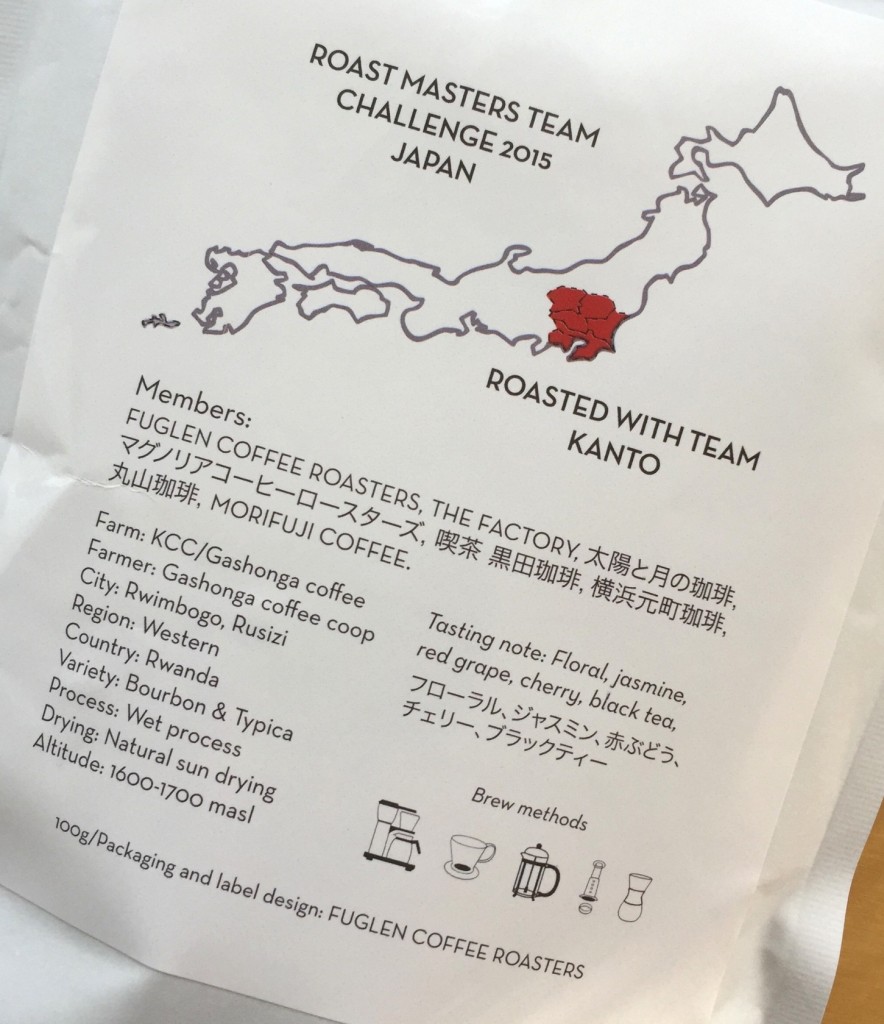 ROAST MASTERS TEAM
CHALLENGE 2015
JAPAN
ROASTED WITH TEAM
KANTO
Members:
FUGLEN COFFEE ROASTERS, THE FACTORY, 太陽と月の珈琲,
マグノリアコーヒーロースターズ, 喫茶 黒田珈琲, 横浜元町珈琲,
丸山珈琲, MORIFUJI COFFEE.
Farm: KCC/Gashonga coffee
Farmer: Gashonga coffee coop
City: Rwimbogo, Rusizi
Region: Western
Country: Rwanda
Variety: Bourbon & Typica
Process: Wet process
Drying: Natural sun drying
Altitude: 1600-1700 masl
Tasting note: Floral, jasmine,
red grape, cherry, black tea,
フローラル、ジャスミン、赤ぶどう、
チェリー、ブラックティー
Brew methods
100g/Packaging and label design: FUGLEN COFFEE ROASTERS